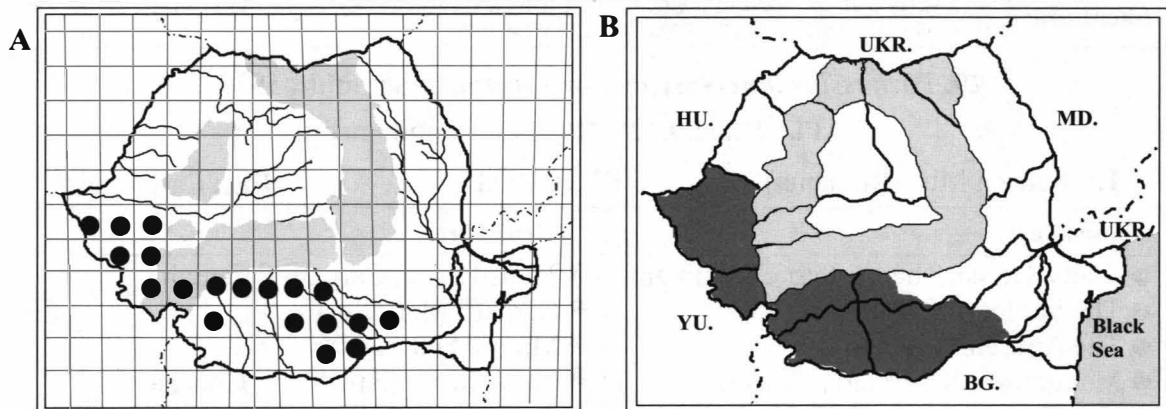 A
B
UKR.
HU.
MD.
UKR.
YU.
Black
Sea
BG.